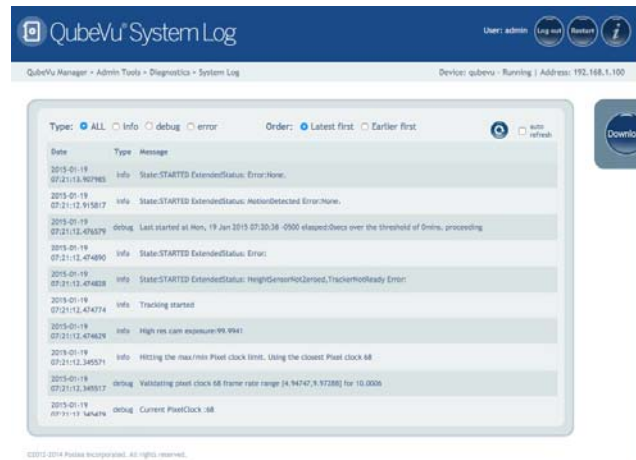 QubeVu® System Log
User: admin
Log out
Restart
i
QubeVu Manager > Admin Tools > Diagnostics > System Log
Device: qubevu - Running | Address: 192.168.1.100
Type: ALL Info debug error
Order: Latest first Earlier first
auto
refresh
Downlo
Date Type Message
2015-01-19
07:21:13.907985 Info State:STARTED ExtendedStatus: Error:None.
2015-01-19
07:21:12.915817 Info State:STARTED ExtendedStatus: MotionDetected Error:None.
2015-01-19
07:21:12.476579 debug Last started at Mon, 19 Jan 2015 07:20:38 -0500 elapsed:0secs over the threshold of 0mins, proceeding
2015-01-19
07:21:12.474890 Info State:STARTED ExtendedStatus: Error:
2015-01-19
07:21:12.474828 Info State:STARTED ExtendedStatus: HeightSensorNotZeroed,TrackerNotReady Error:
2015-01-19
07:21:12.474774 Info Tracking started
2015-01-19
07:21:12.474629 Info High res cam exposure:99.9941
2015-01-19
07:21:12.345571 Info Hitting the max/min Pixel clock limit. Using the closest Pixel clock 68
2015-01-19
07:21:12.345517 debug Validating pixel clock 68 frame rate range [4.94747,9.97288] for 10.0006
2015-01-19
debug Current PixelClock :68
©2012-2014 Postea Incorporated. All rights reserved.